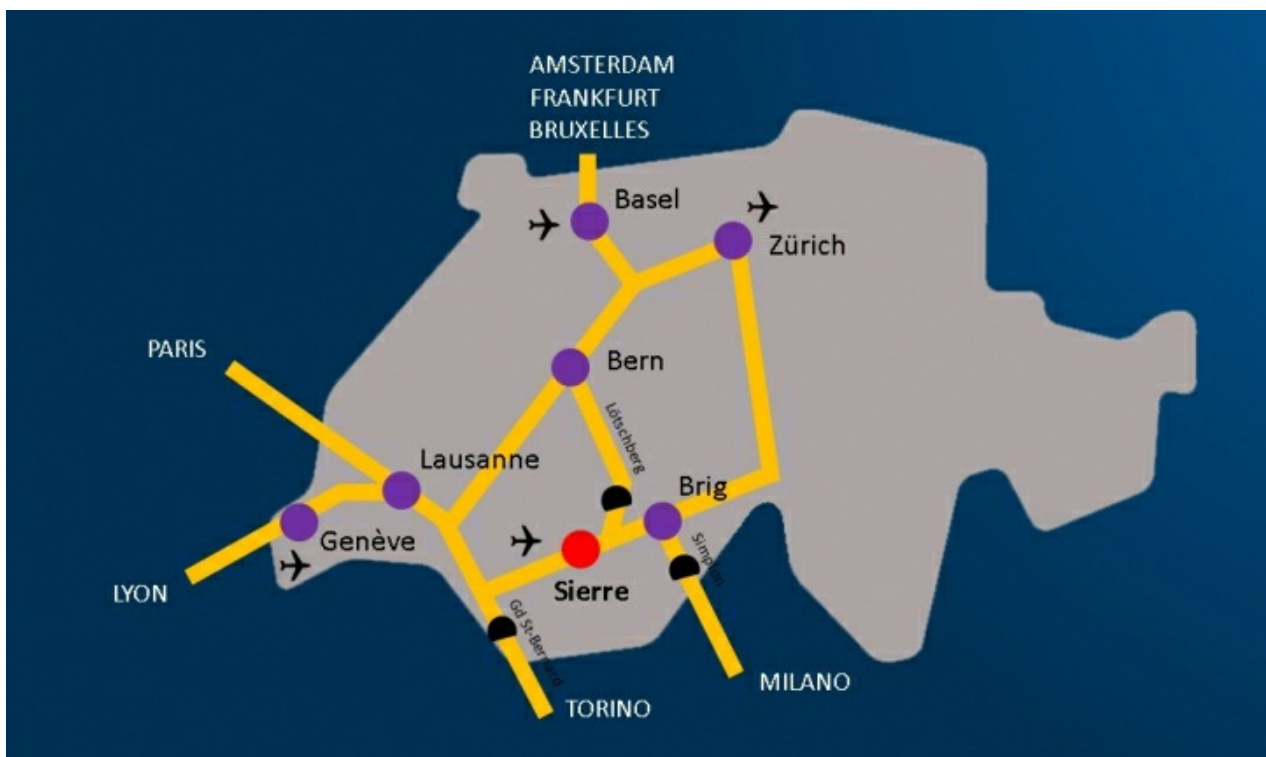 AMSTERDAM
FRANKFURT
BRUXELLES
Basel
Zürich
PARIS
Bern
Lötschberg
Lausanne
Brig
Genève
Simplon
LYON
Sierre
Gd St-Bernard
MILANO
TORINO